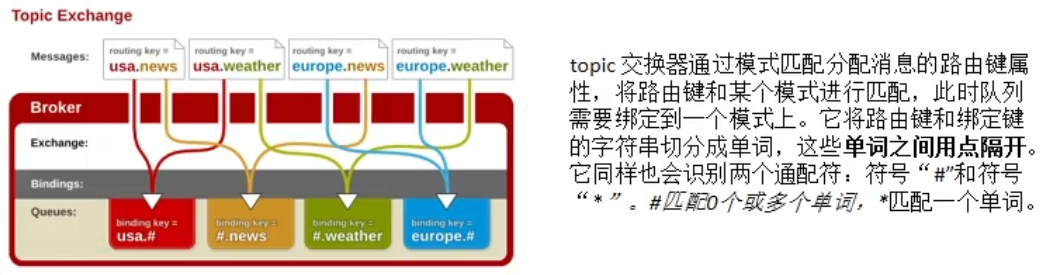 Topic Exchange
Messages:
routing key =
usa.news
routing key =
usa.weather
routing key =
europe.news
routing key =
europe.weather
Broker
Exchange:
Bindings:
Queues:
binding key =
usa.#
binding key =
#.news
binding key =
#.weather
binding key =
europe.#
topic 交换器通过模式匹配分配消息的路由键属
性，将路由键和某个模式进行匹配，此时队列
需要绑定到一个模式上。它将路由键和绑定键
的字符串切分成单词，这些单词之间用点隔开。
它同样也会识别两个通配符：符号“#”和符号
“*”。#匹配0个或多个单词，*匹配一个单词。